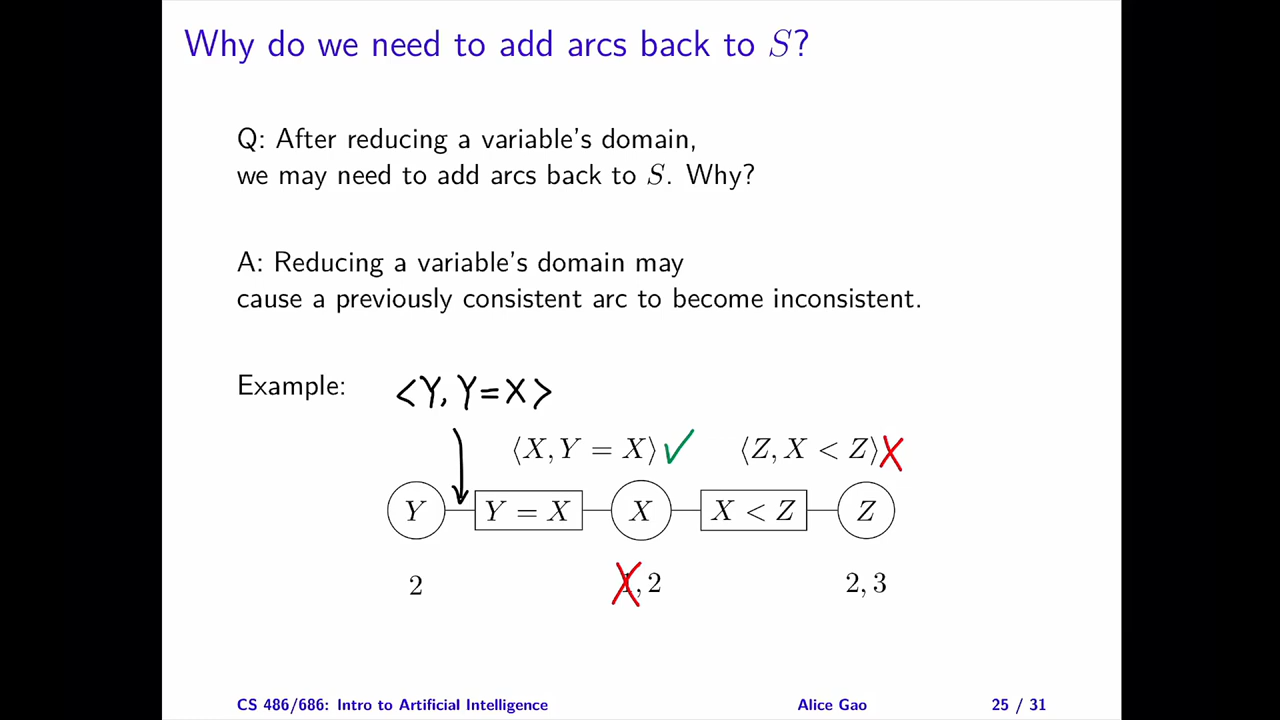 Why do we need to add arcs back to S?
Q: After reducing a variable's domain,
we may need to add arcs back to S. Why?
A: Reducing a variable's domain may
cause a previously consistent arc to become inconsistent.
Example: <Y, Y=X>
⟨X, Y = X⟩✓ ⟨Z, X < Z⟩X
Y Y = X X X < Z Z
2 1, 2 2, 3
CS 486/686: Intro to Artificial Intelligence Alice Gao 25 / 31